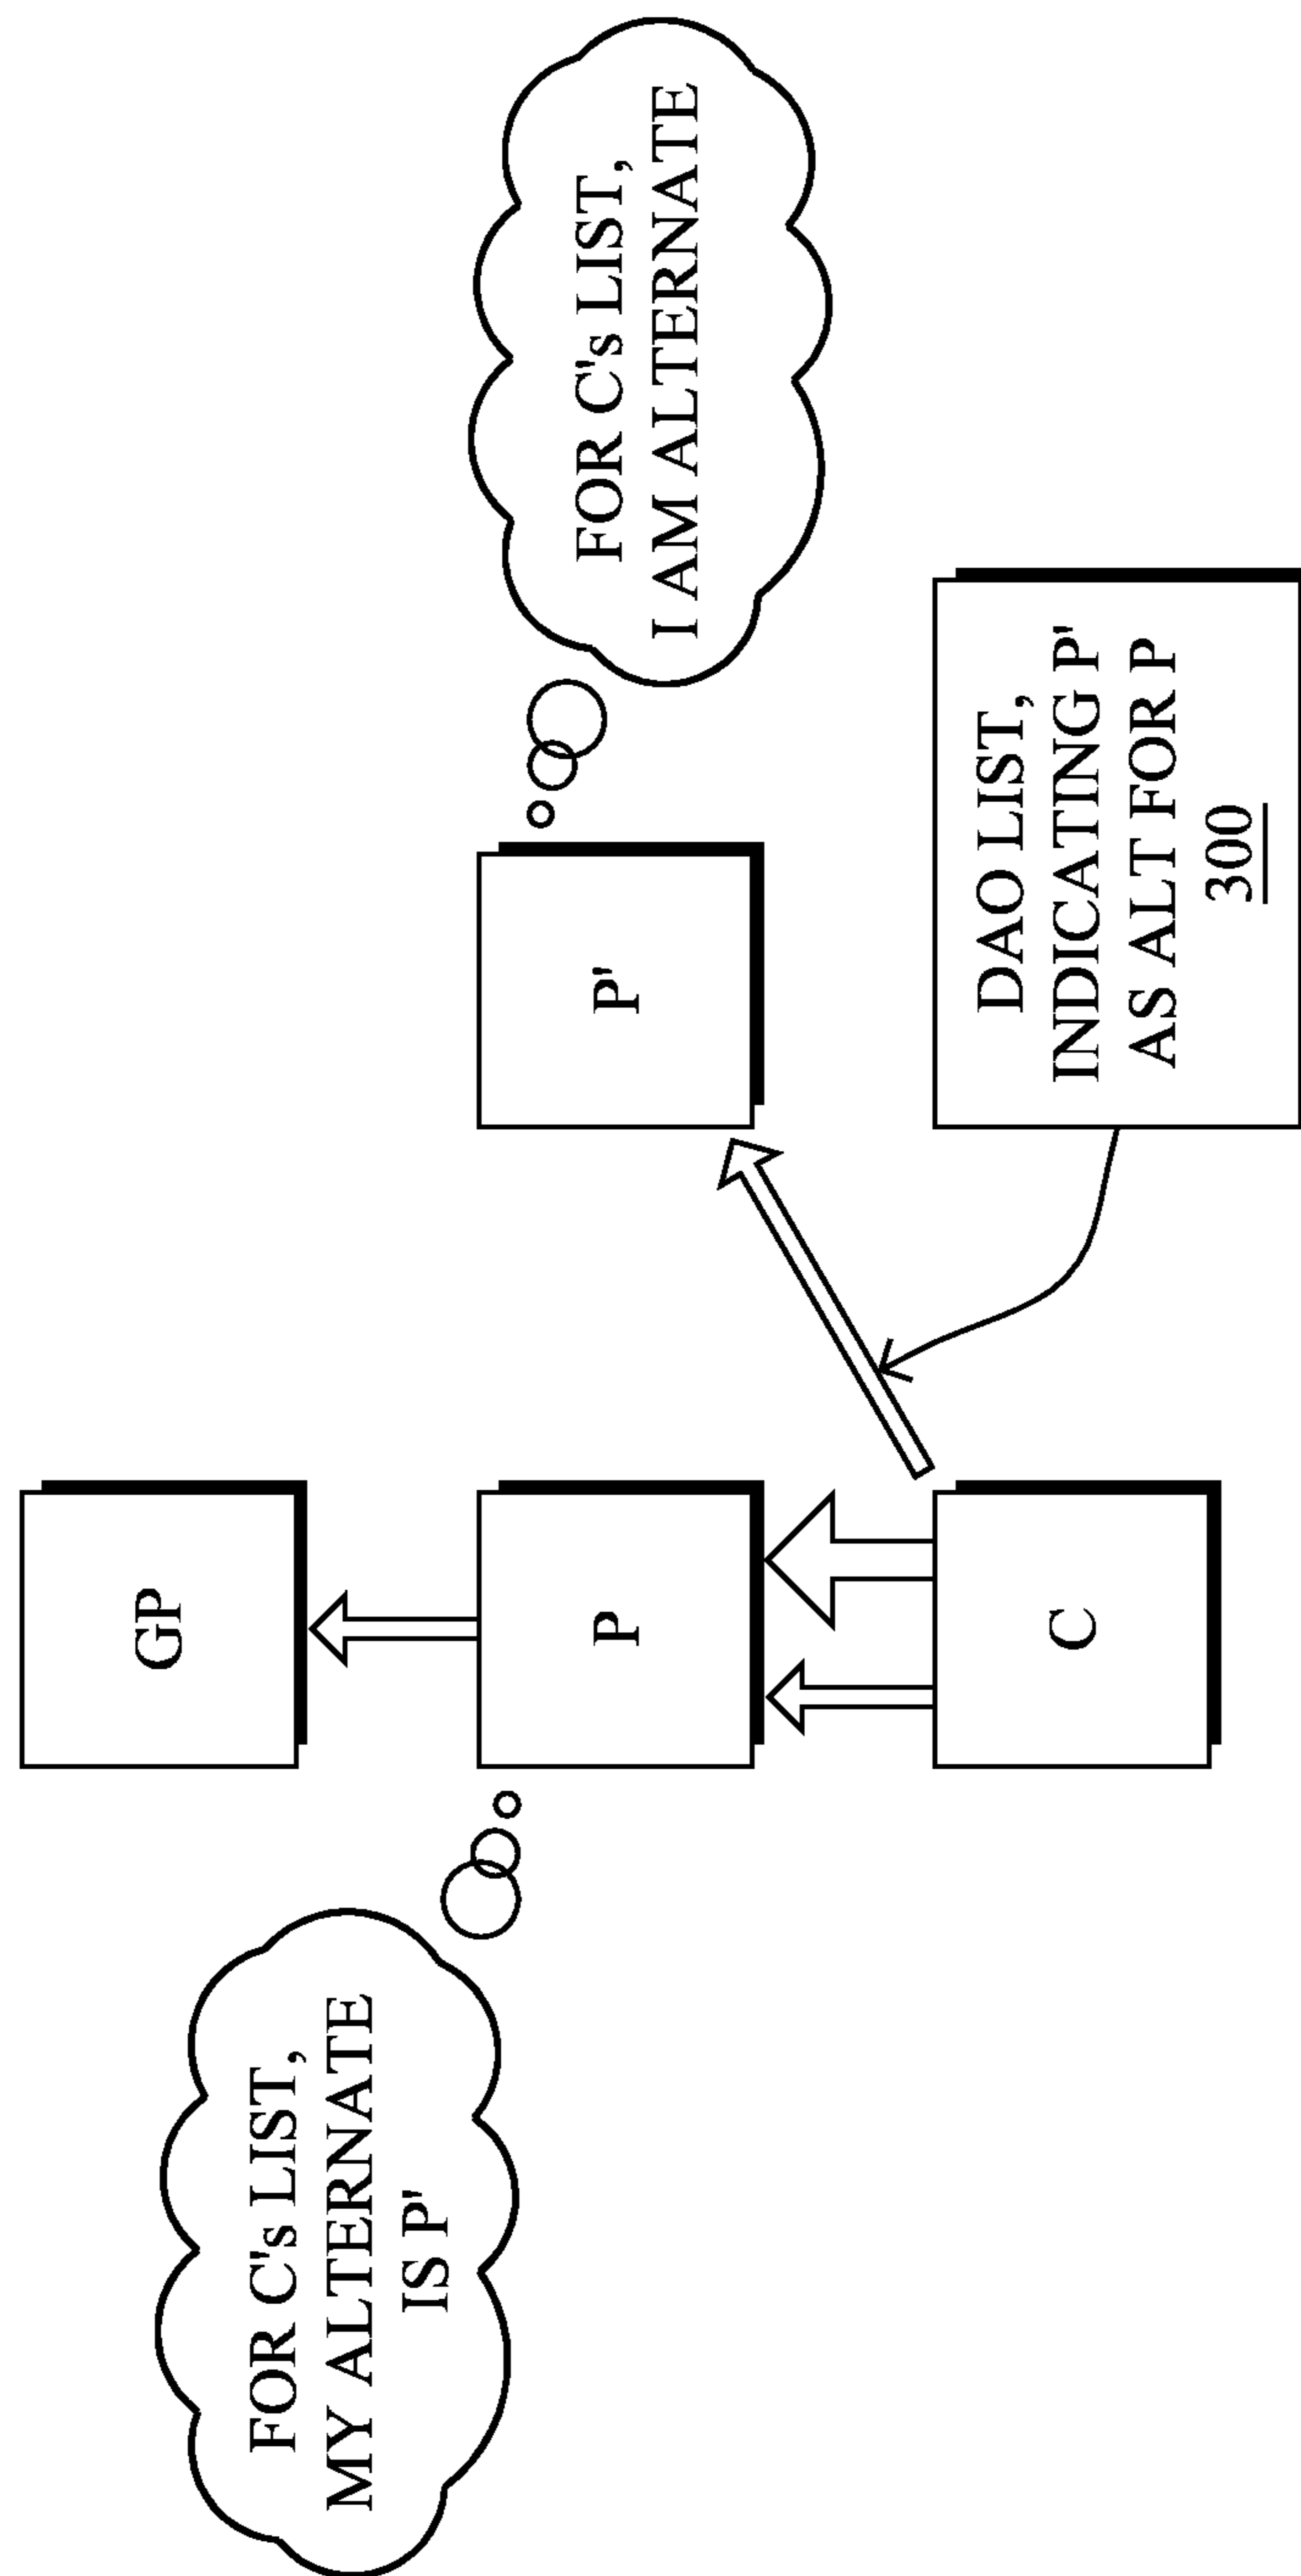 GP
FOR C's LIST,
MY ALTERNATE
IS P'
P
P'
FOR C's LIST,
I AM ALTERNATE
C
DAO LIST,
INDICATING P'
AS ALT FOR P
300